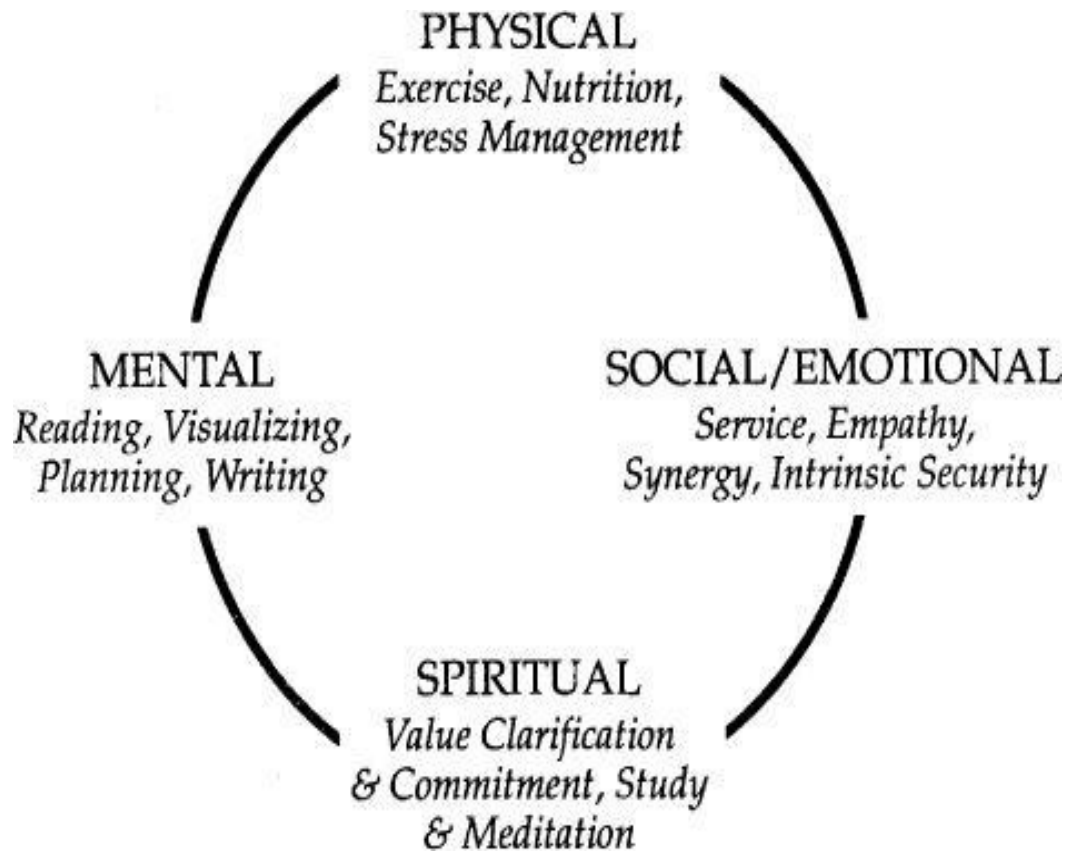 PHYSICAL
Exercise, Nutrition,
Stress Management
MENTAL
Reading, Visualizing,
Planning, Writing
SOCIAL/EMOTIONAL
Service, Empathy,
Synergy, Intrinsic Security
SPIRITUAL
Value Clarification
& Commitment, Study
& Meditation